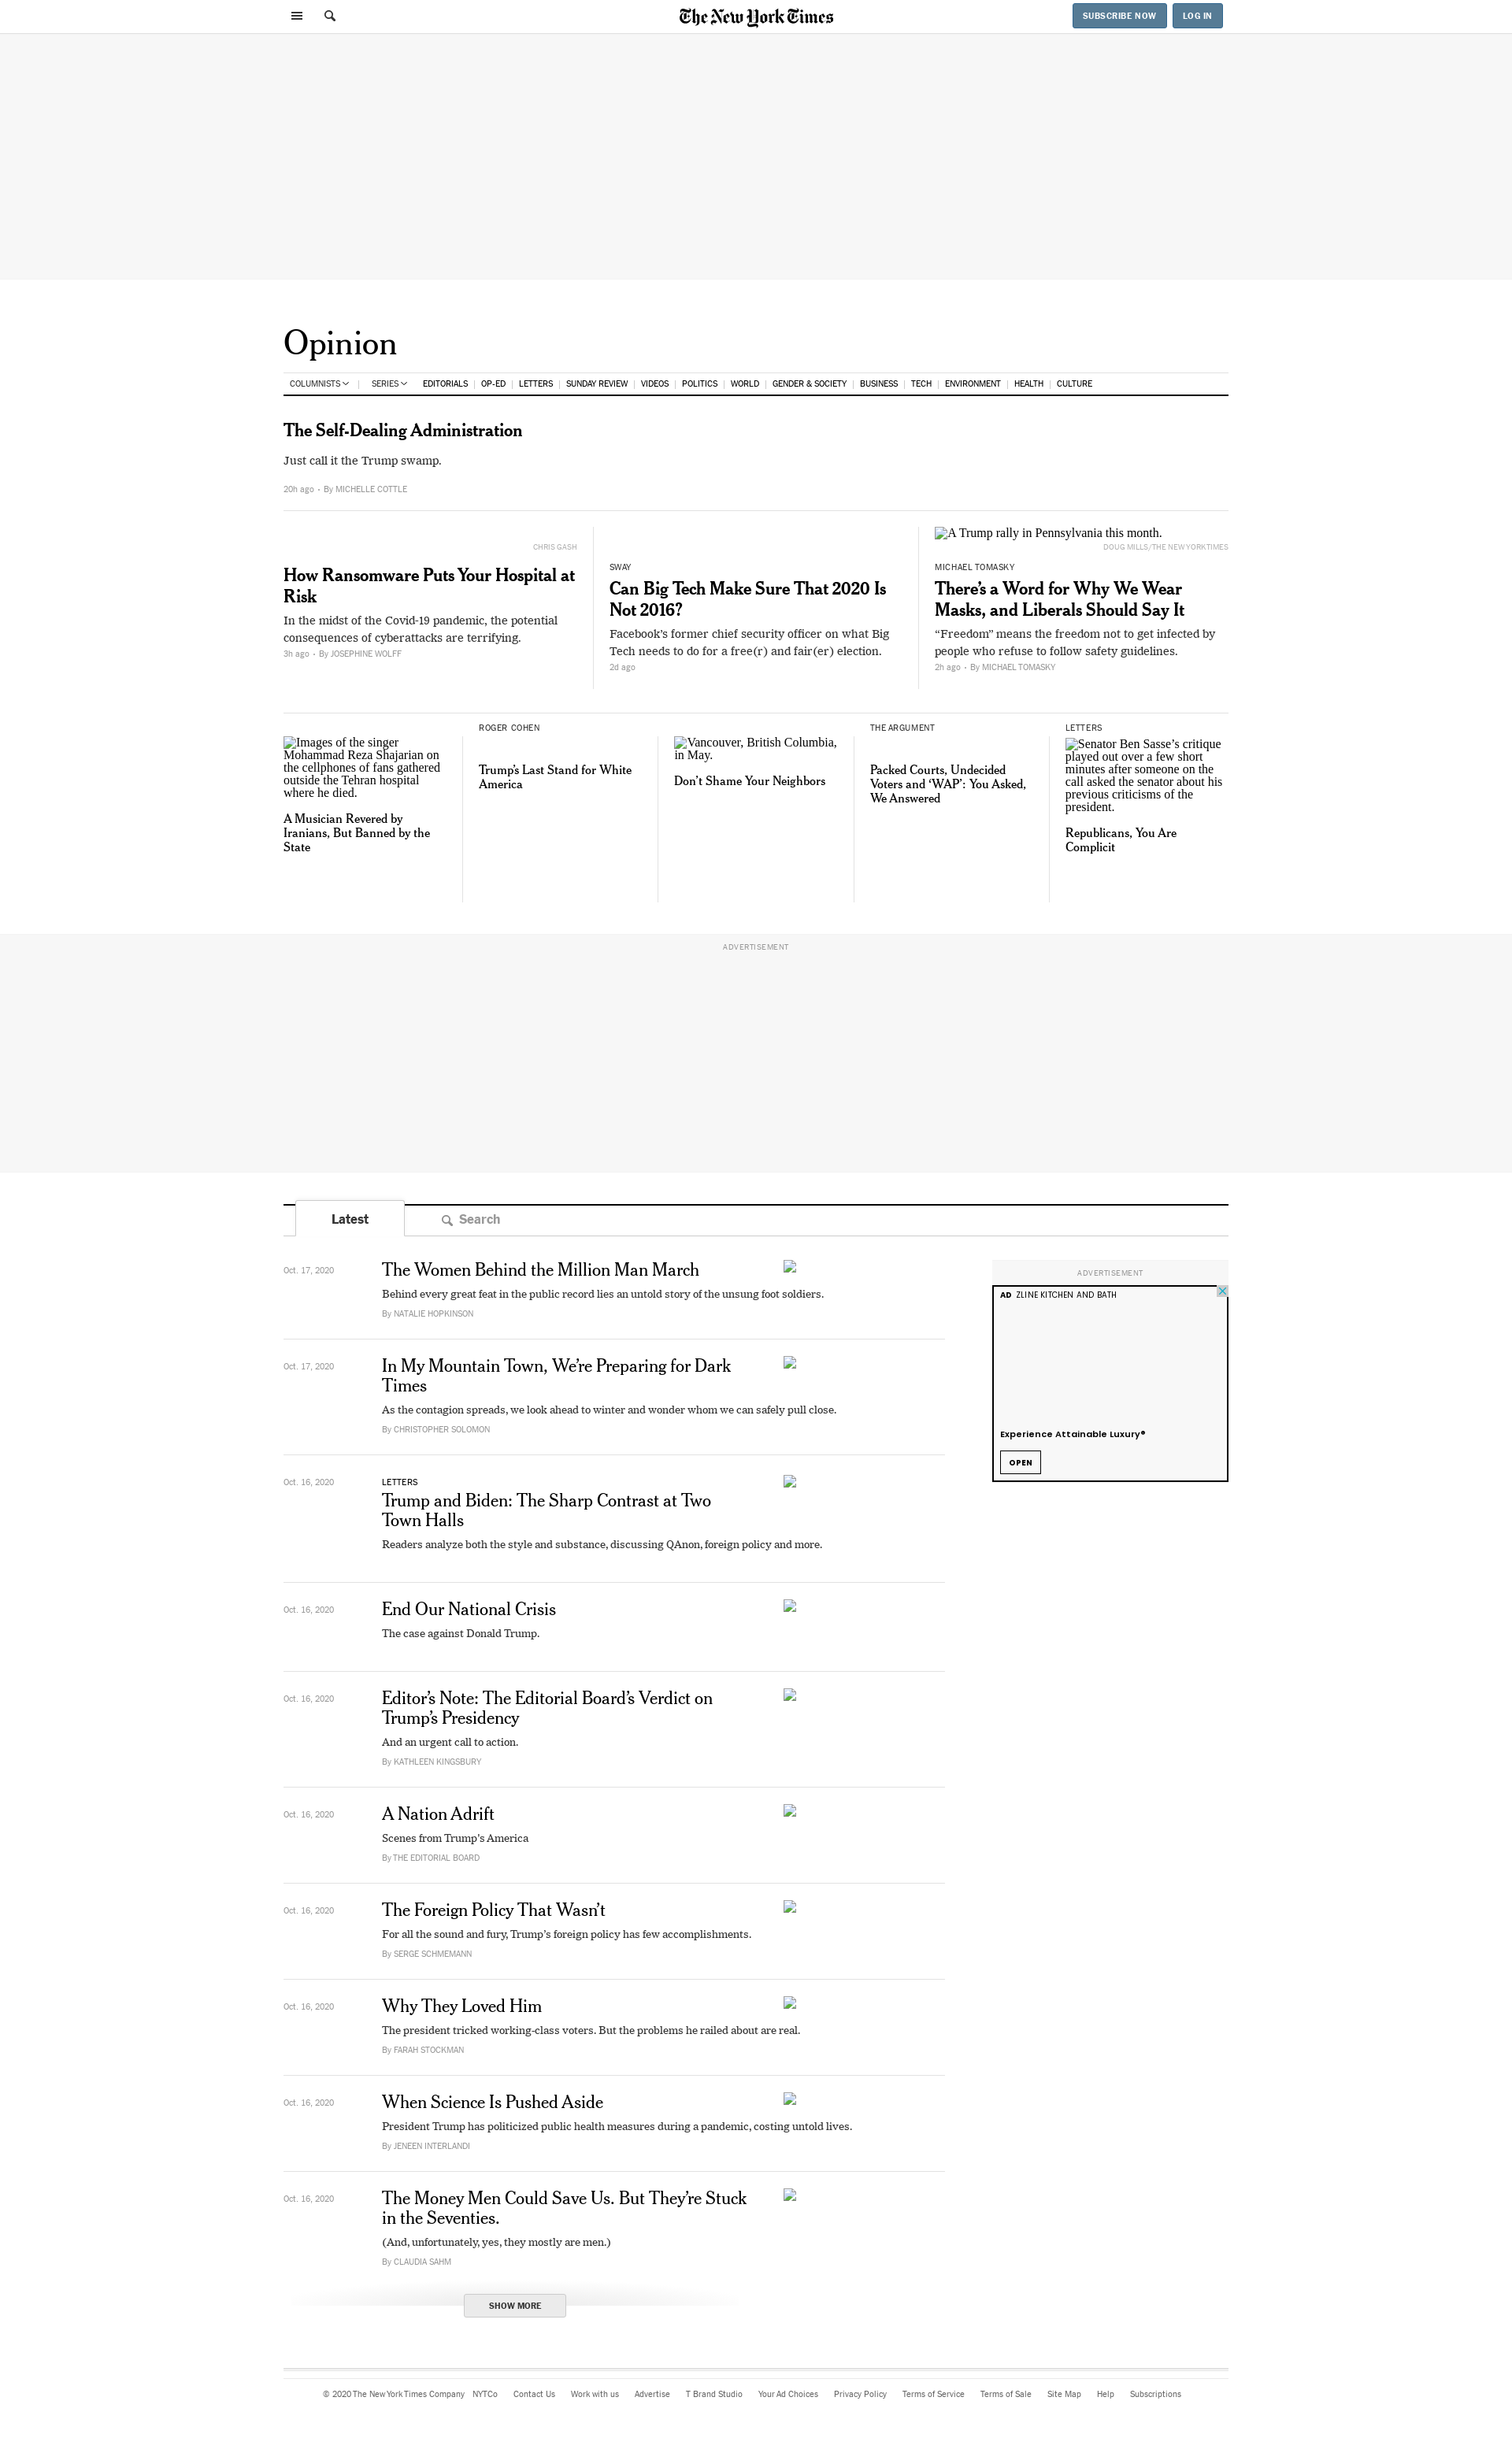 The New York Times
SUBSCRIBE NOW
LOG IN
Opinion
COLUMNISTS
SERIES
EDITORIALS
OP-ED
LETTERS
SUNDAY REVIEW
VIDEOS
POLITICS
WORLD
GENDER & SOCIETY
BUSINESS
TECH
ENVIRONMENT
HEALTH
CULTURE
The Self-Dealing Administration
Just call it the Trump swamp.
20h ago • By MICHELLE COTTLE
CHRIS GASH
How Ransomware Puts Your Hospital at
Risk
In the midst of the Covid-19 pandemic, the potential
consequences of cyberattacks are terrifying.
3h ago • By JOSEPHINE WOLFF
SWAY
Can Big Tech Make Sure That 2020 Is
Not 2016?
Facebook’s former chief security officer on what Big
Tech needs to do for a free(r) and fair(er) election.
2d ago
A Trump rally in Pennsylvania this month.
DOUG MILLS/THE NEW YORK TIMES
MICHAEL TOMASKY
There’s a Word for Why We Wear
Masks, and Liberals Should Say It
“Freedom” means the freedom not to get infected by
people who refuse to follow safety guidelines.
2h ago • By MICHAEL TOMASKY
Images of the singer
Mohammad Reza Shajarian on
the cellphones of fans gathered
outside the Tehran hospital
where he died.
A Musician Revered by
Iranians, But Banned by the
State
ROGER COHEN
Trump’s Last Stand for White
America
Vancouver, British Columbia,
in May.
Don’t Shame Your Neighbors
THE ARGUMENT
Packed Courts, Undecided
Voters and ‘WAP’: You Asked,
We Answered
LETTERS
Senator Ben Sasse’s critique
played out over a few short
minutes after someone on the
call asked the senator about his
previous criticisms of the
president.
Republicans, You Are
Complicit
ADVERTISEMENT
Latest
Search
Oct. 17, 2020
The Women Behind the Million Man March
Behind every great feat in the public record lies an untold story of the unsung foot soldiers.
By NATALIE HOPKINSON
Oct. 17, 2020
In My Mountain Town, We’re Preparing for Dark
Times
As the contagion spreads, we look ahead to winter and wonder whom we can safely pull close.
By CHRISTOPHER SOLOMON
Oct. 16, 2020
LETTERS
Trump and Biden: The Sharp Contrast at Two
Town Halls
Readers analyze both the style and substance, discussing QAnon, foreign policy and more.
Oct. 16, 2020
End Our National Crisis
The case against Donald Trump.
Oct. 16, 2020
Editor’s Note: The Editorial Board’s Verdict on
Trump’s Presidency
And an urgent call to action.
By KATHLEEN KINGSBURY
Oct. 16, 2020
A Nation Adrift
Scenes from Trump’s America
By THE EDITORIAL BOARD
Oct. 16, 2020
The Foreign Policy That Wasn’t
For all the sound and fury, Trump’s foreign policy has few accomplishments.
By SERGE SCHMEMANN
Oct. 16, 2020
Why They Loved Him
The president tricked working-class voters. But the problems he railed about are real.
By FARAH STOCKMAN
Oct. 16, 2020
When Science Is Pushed Aside
President Trump has politicized public health measures during a pandemic, costing untold lives.
By JENEEN INTERLANDI
Oct. 16, 2020
The Money Men Could Save Us. But They’re Stuck
in the Seventies.
(And, unfortunately, yes, they mostly are men.)
By CLAUDIA SAHM
SHOW MORE
ADVERTISEMENT
AD ZLINE KITCHEN AND BATH
Experience Attainable Luxury®
OPEN
© 2020 The New York Times Company
NYTCo
Contact Us
Work with us
Advertise
T Brand Studio
Your Ad Choices
Privacy Policy
Terms of Service
Terms of Sale
Site Map
Help
Subscriptions